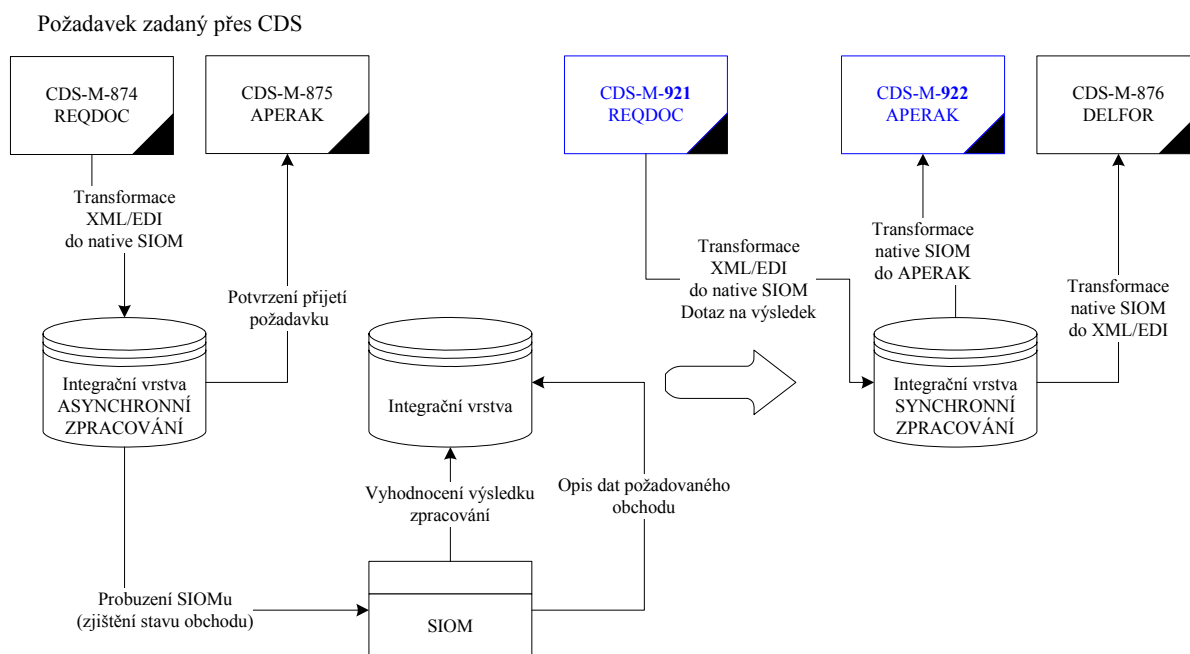 Požadavek zadaný přes CDS
CDS-M-874
REQDOC
CDS-M-875
APERAK
CDS-M-921
REQDOC
CDS-M-922
APERAK
CDS-M-876
DELFOR
Transformace
XML/EDI
do native SIOM
Potvrzení přijetí
požadavku
Transformace
XML/EDI
do native SIOM
Dotaz na výsledek
Transformace
native SIOM
do APERAK
Transformace
native SIOM
do XML/EDI
Integrační vrstva
ASYNCHRONNÍ
ZPRACOVÁNÍ
Integrační vrstva
Integrační vrstva
SYNCHRONNÍ
ZPRACOVÁNÍ
Vyhodnocení výsledku
zpracování
Opis dat požadovaného
obchodu
Probuzení SIOMu
(zjištění stavu obchodu)
SIOM